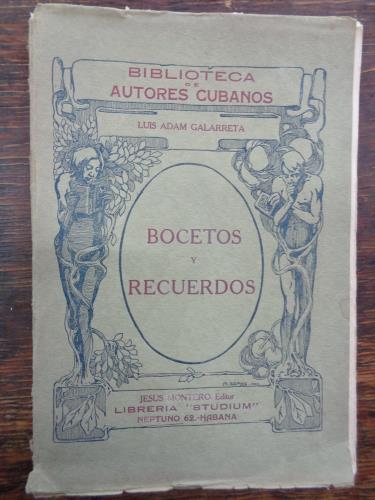 BIBLIOTECA
DE
AUTORES CUBANOS
LUIS ADAM GALARRETA
BOCETOS
Y
RECUERDOS
JESUS MONTERO. Editor
LIBRERIA "STUDIUM"
NEPTUNO 62.-HABANA